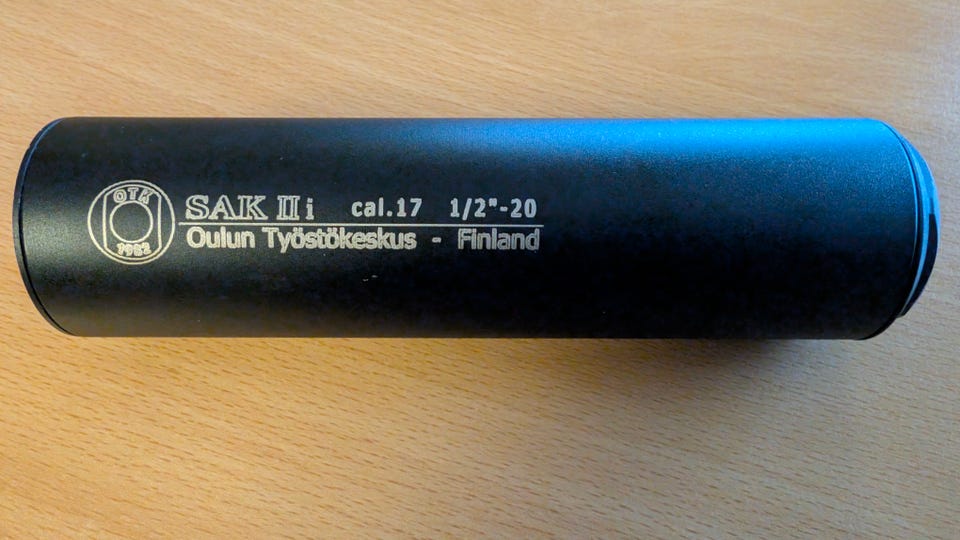 OTK
1982
SAK II i cal.17 1/2"-20
Oulun Työstökeskus - Finland